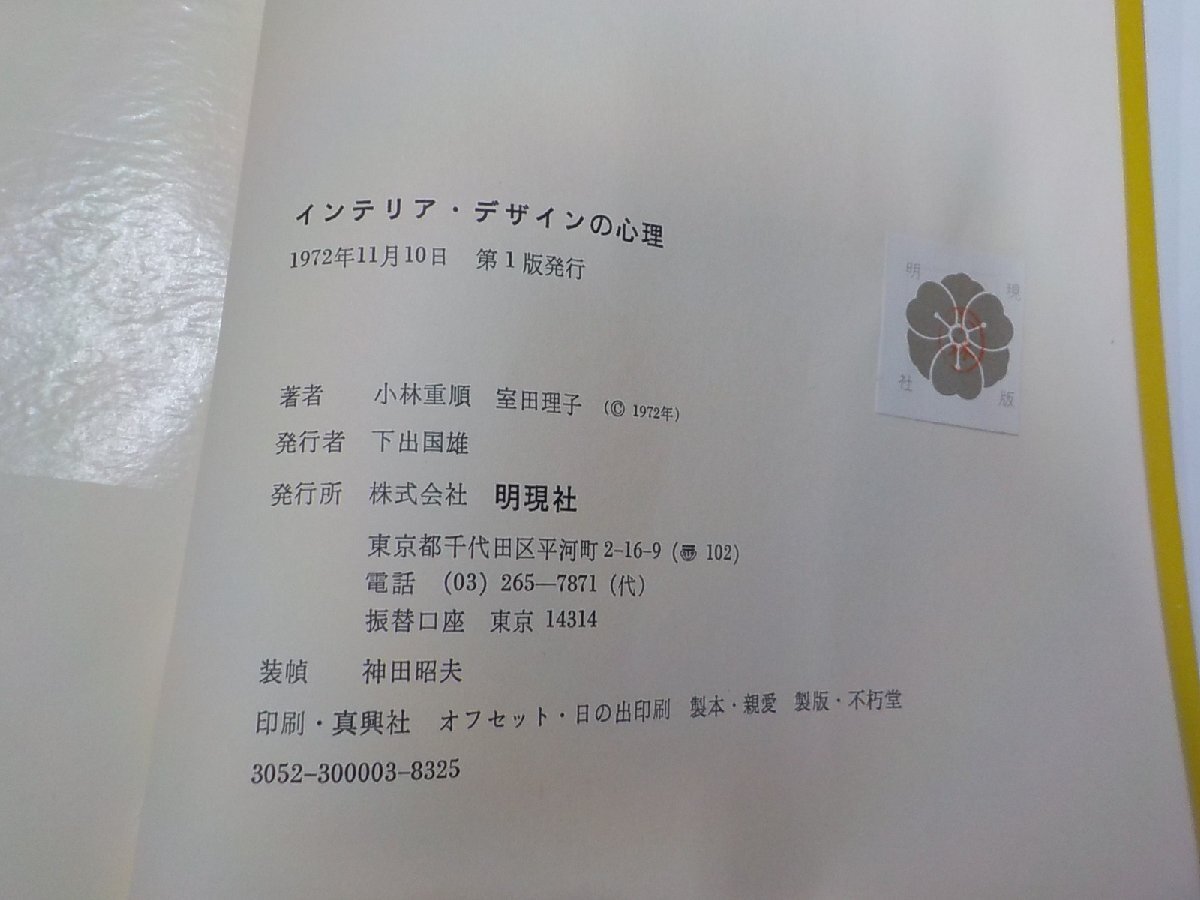 インテリア・デザインの心理
1972年11月10日 第1版発行
明 現
社 版
著者 小林重順 室田理子 (© 1972年)
発行者 下出国雄
発行所 株式会社 明現社
東京都千代田区平河町2-16-9 (〠 102)
電話 (03) 265—7871 (代)
振替口座 東京 14314
装幀 神田昭夫
印刷・真興社 オフセット・日の出印刷 製本・親愛 製版・不朽堂
3052-300003-8325